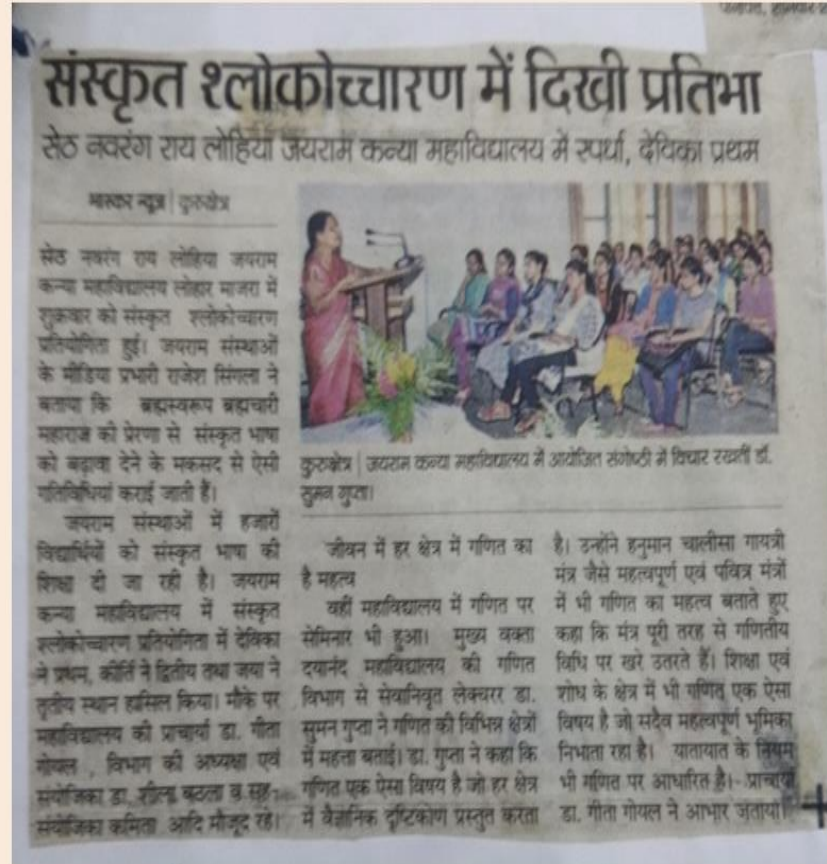 संस्कृत श्लोकोच्चारण में दिखी प्रतिभा
सेठ नवरंग राय लोहिया जयराम कन्या महाविद्यालय में स्पर्धा, देविका प्रथम
भास्कर न्यूज | कुरुक्षेत्र
सेठ नवरंग राय लोहिया जयराम
कन्या महाविद्यालय लोहार माजरा में
शुक्रवार को संस्कृत श्लोकोच्चारण
प्रतियोगिता हुई। जयराम संस्थाओं
के मीडिया प्रभारी राजेश सिंगला ने
बताया कि ब्रह्मस्वरूप ब्रह्मचारी
महाराज की प्रेरणा से संस्कृत भाषा
को बढ़ावा देने के मकसद से ऐसी
गतिविधियां कराई जाती हैं।
जयराम संस्थाओं में हजारों
विद्यार्थियों को संस्कृत भाषा की
शिक्षा दी जा रही है। जयराम
कन्या महाविद्यालय में संस्कृत
श्लोकोच्चारण प्रतियोगिता में देविका
ने प्रथम, कीर्ति ने द्वितीय तथा जया ने
तृतीय स्थान हासिल किया। मौके पर
महाविद्यालय की प्राचार्या डा. गीता
गोयल , विभाग की अध्यक्षा एवं
संयोजिका डा. शीला बठला व सह-
संयोजिका कमिता आदि मौजूद रहे।
कुरुक्षेत्र | जयराम कन्या महाविद्यालय में आयोजित संगोष्ठी में विचार रखतीं डॉ.
सुमन गुप्ता।
जीवन में हर क्षेत्र में गणित का
है महत्व
वहीं महाविद्यालय में गणित पर
सेमिनार भी हुआ। मुख्य वक्ता
दयानंद महाविद्यालय की गणित
विभाग से सेवानिवृत लेक्चरर डा.
सुमन गुप्ता ने गणित की विभिन्न क्षेत्रों
में महत्ता बताई। डा. गुप्ता ने कहा कि
गणित एक ऐसा विषय है जो हर क्षेत्र
में वैज्ञानिक दृष्टिकोण प्रस्तुत करता
है। उन्होंने हनुमान चालीसा गायत्री
मंत्र जैसे महत्वपूर्ण एवं पवित्र मंत्रों
में भी गणित का महत्व बताते हुए
कहा कि मंत्र पूरी तरह से गणितीय
विधि पर खरे उतरते हैं। शिक्षा एवं
शोध के क्षेत्र में भी गणित एक ऐसा
विषय है जो सदैव महत्वपूर्ण भूमिका
निभाता रहा है। यातायात के नियम
भी गणित पर आधारित है। प्राचार्या
डा. गीता गोयल ने आभार जताया।